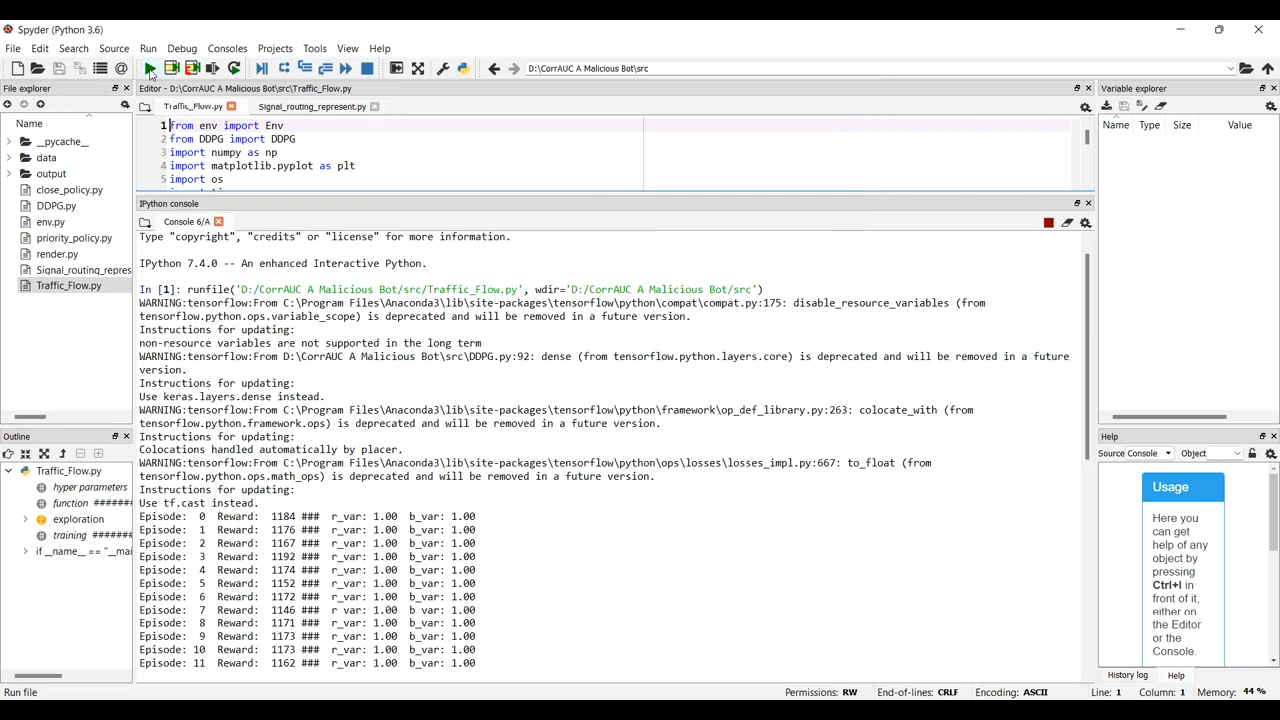 Spyder (Python 3.6)
File Edit Search Source Run Debug Consoles Projects Tools View Help
D:\CorrAUC A Malicious Bot\src
File explorer
Name
__pycache__
data
output
close_policy.py
DDPG.py
env.py
priority_policy.py
render.py
Signal_routing_repres
Traffic_Flow.py
Editor - D:\CorrAUC A Malicious Bot\src\Traffic_Flow.py
Traffic_Flow.py Signal_routing_represent.py
1 from env import Env
2 from DDPG import DDPG
3 import numpy as np
4 import matplotlib.pyplot as plt
5 import os
IPython console
Console 6/A
Type "copyright", "credits" or "license" for more information.
IPython 7.4.0 -- An enhanced Interactive Python.
In [1]: runfile('D:/CorrAUC A Malicious Bot/src/Traffic_Flow.py', wdir='D:/CorrAUC A Malicious Bot/src')
WARNING:tensorflow:From C:\Program Files\Anaconda3\lib\site-packages\tensorflow\python\compat\compat.py:175: disable_resource_variables (from
tensorflow.python.ops.variable_scope) is deprecated and will be removed in a future version.
Instructions for updating:
non-resource variables are not supported in the long term
WARNING:tensorflow:From D:\CorrAUC A Malicious Bot\src\DDPG.py:92: dense (from tensorflow.python.layers.core) is deprecated and will be removed in a future
version.
Instructions for updating:
Use keras.layers.dense instead.
WARNING:tensorflow:From C:\Program Files\Anaconda3\lib\site-packages\tensorflow\python\framework\op_def_library.py:263: colocate_with (from
tensorflow.python.framework.ops) is deprecated and will be removed in a future version.
Instructions for updating:
Colocations handled automatically by placer.
WARNING:tensorflow:From C:\Program Files\Anaconda3\lib\site-packages\tensorflow\python\ops\losses\losses_impl.py:667: to_float (from
tensorflow.python.ops.math_ops) is deprecated and will be removed in a future version.
Instructions for updating:
Use tf.cast instead.
Episode: 0 Reward: 1184 ### r_var: 1.00 b_var: 1.00
Episode: 1 Reward: 1176 ### r_var: 1.00 b_var: 1.00
Episode: 2 Reward: 1167 ### r_var: 1.00 b_var: 1.00
Episode: 3 Reward: 1192 ### r_var: 1.00 b_var: 1.00
Episode: 4 Reward: 1174 ### r_var: 1.00 b_var: 1.00
Episode: 5 Reward: 1152 ### r_var: 1.00 b_var: 1.00
Episode: 6 Reward: 1172 ### r_var: 1.00 b_var: 1.00
Episode: 7 Reward: 1146 ### r_var: 1.00 b_var: 1.00
Episode: 8 Reward: 1171 ### r_var: 1.00 b_var: 1.00
Episode: 9 Reward: 1173 ### r_var: 1.00 b_var: 1.00
Episode: 10 Reward: 1173 ### r_var: 1.00 b_var: 1.00
Episode: 11 Reward: 1162 ### r_var: 1.00 b_var: 1.00
Outline
Traffic_Flow.py
hyper parameters
function ######
exploration
training ######
if __name__ == "__mai
Variable explorer
Name Type Size Value
Help
Source Console Object
Usage
Here you
can get
help of any
object by
pressing
Ctrl+I in
front of it,
either on
the Editor
or the
Console.
History log Help
Run file Permissions: RW End-of-lines: CRLF Encoding: ASCII Line: 1 Column: 1 Memory: 44 %